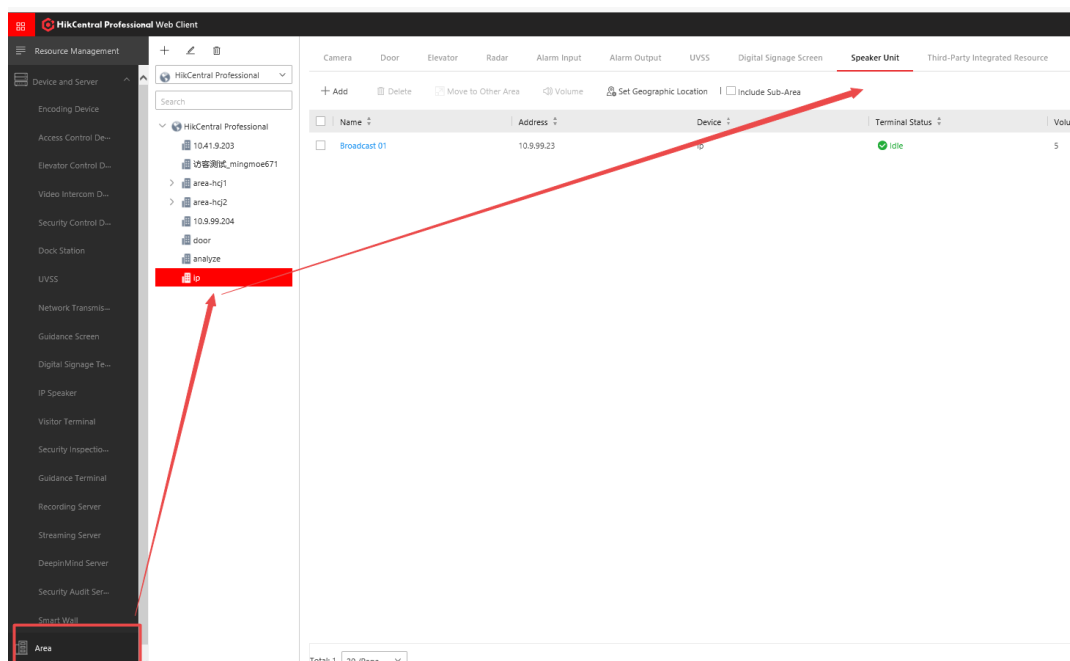 HikCentral Professional Web Client
Resource Management
Device and Server
Encoding Device
Access Control De···
Elevator Control D···
Video Intercom D···
Security Control D···
Dock Station
UVSS
Network Transmis···
Guidance Screen
Digital Signage Te···
IP Speaker
Visitor Terminal
Security Inspectio···
Guidance Terminal
Recording Server
Streaming Server
DeepinMind Server
Security Audit Ser···
Smart Wall
Area
HikCentral Professional
Search
HikCentral Professional
10.41.9.203
访客测试_mingmoe671
area-hcj1
area-hcj2
10.9.99.204
door
analyze
ip
Camera Door Elevator Radar Alarm Input Alarm Output UVSS Digital Signage Screen Speaker Unit Third-Party Integrated Resource
Add Delete Move to Other Area Volume Set Geographic Location Include Sub-Area
Name Address Device Terminal Status Volu
Broadcast 01 10.9.99.23 ip Idle 5
Total: 1 20 /Page